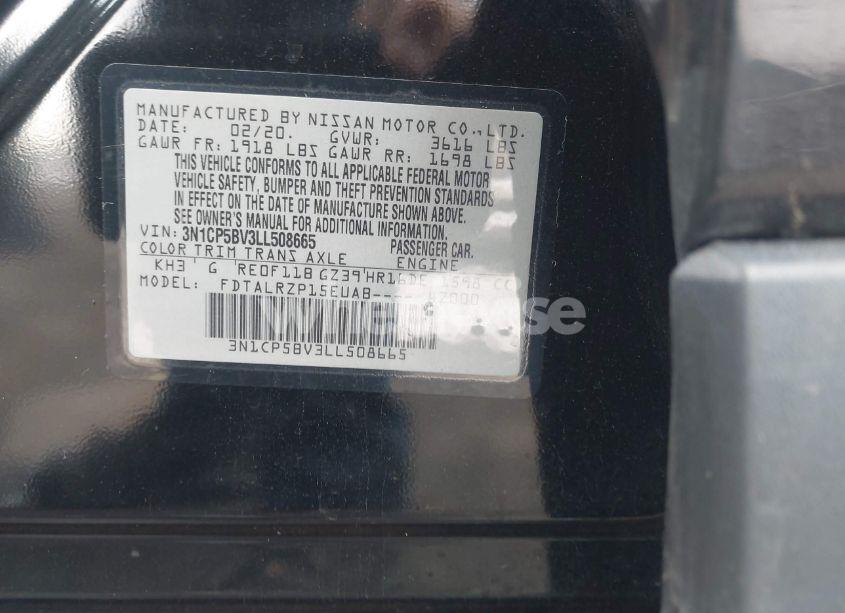 MANUFACTURED BY NISSAN MOTOR CO., LTD.
DATE: 02/20. GVWR: 3616 LBS
GAWR FR: 1918 LBS GAWR RR: 1698 LBS
THIS VEHICLE CONFORMS TO ALL APPLICABLE FEDERAL MOTOR
VEHICLE SAFETY, BUMPER AND THEFT PREVENTION STANDARDS
IN EFFECT ON THE DATE OF MANUFACTURE SHOWN ABOVE.
SEE OWNER'S MANUAL FOR ADDITIONAL INFORMATION.
VIN: 3N1CP5BV3LL508665 PASSENGER CAR.
COLOR TRIM TRANS AXLE ENGINE
KH3 G RE0F11B GZ39 HR16DE 1598 CC
MODEL: FDTALRZP15EUAB----
G
3N1CP5BV3LL508665